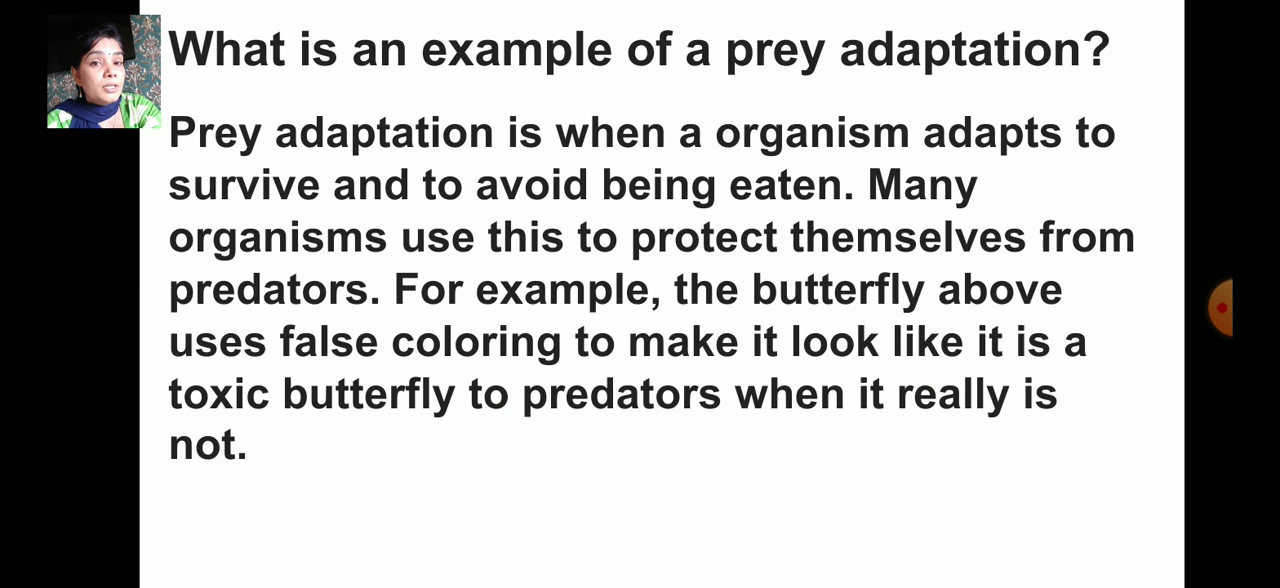 What is an example of a prey adaptation?
Prey adaptation is when a organism adapts to
survive and to avoid being eaten. Many
organisms use this to protect themselves from
predators. For example, the butterfly above
uses false coloring to make it look like it is a
toxic butterfly to predators when it really is
not.